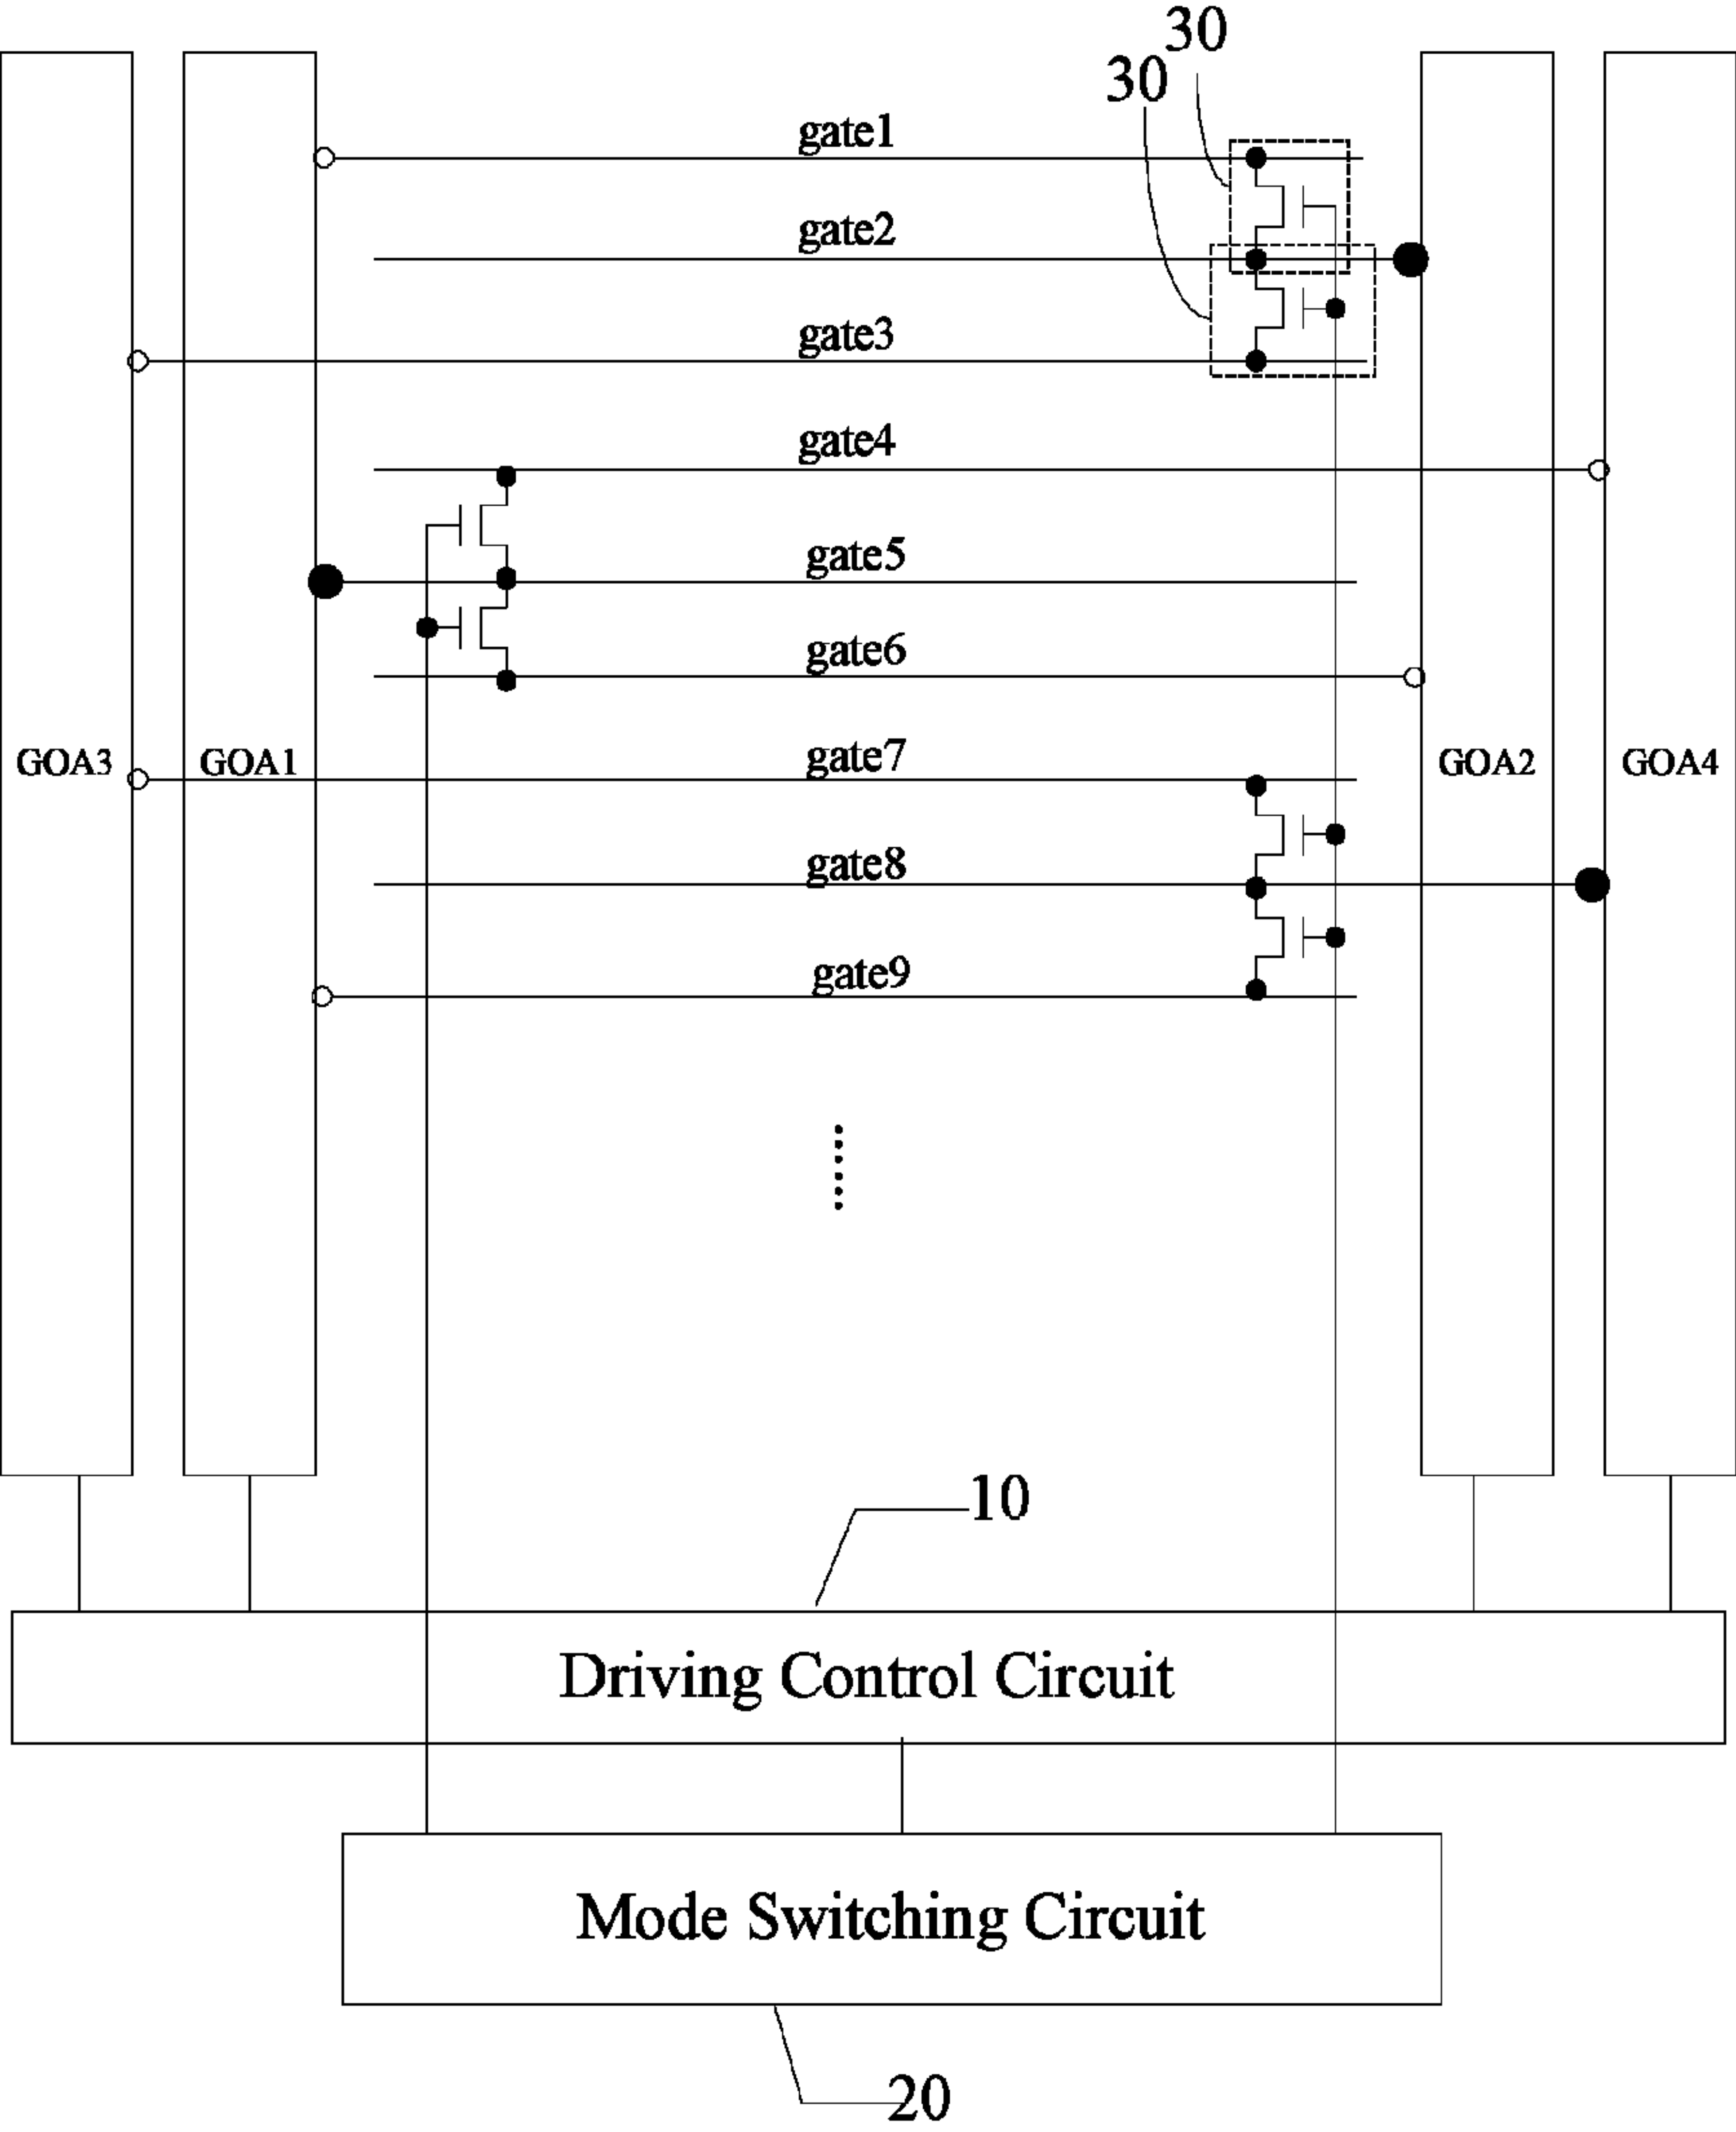 30
30
gate1
gate2
gate3
gate4
gate5
gate6
GOA3 GOA1 gate7 GOA2 GOA4
gate8
gate9
10
Driving Control Circuit
Mode Switching Circuit
20